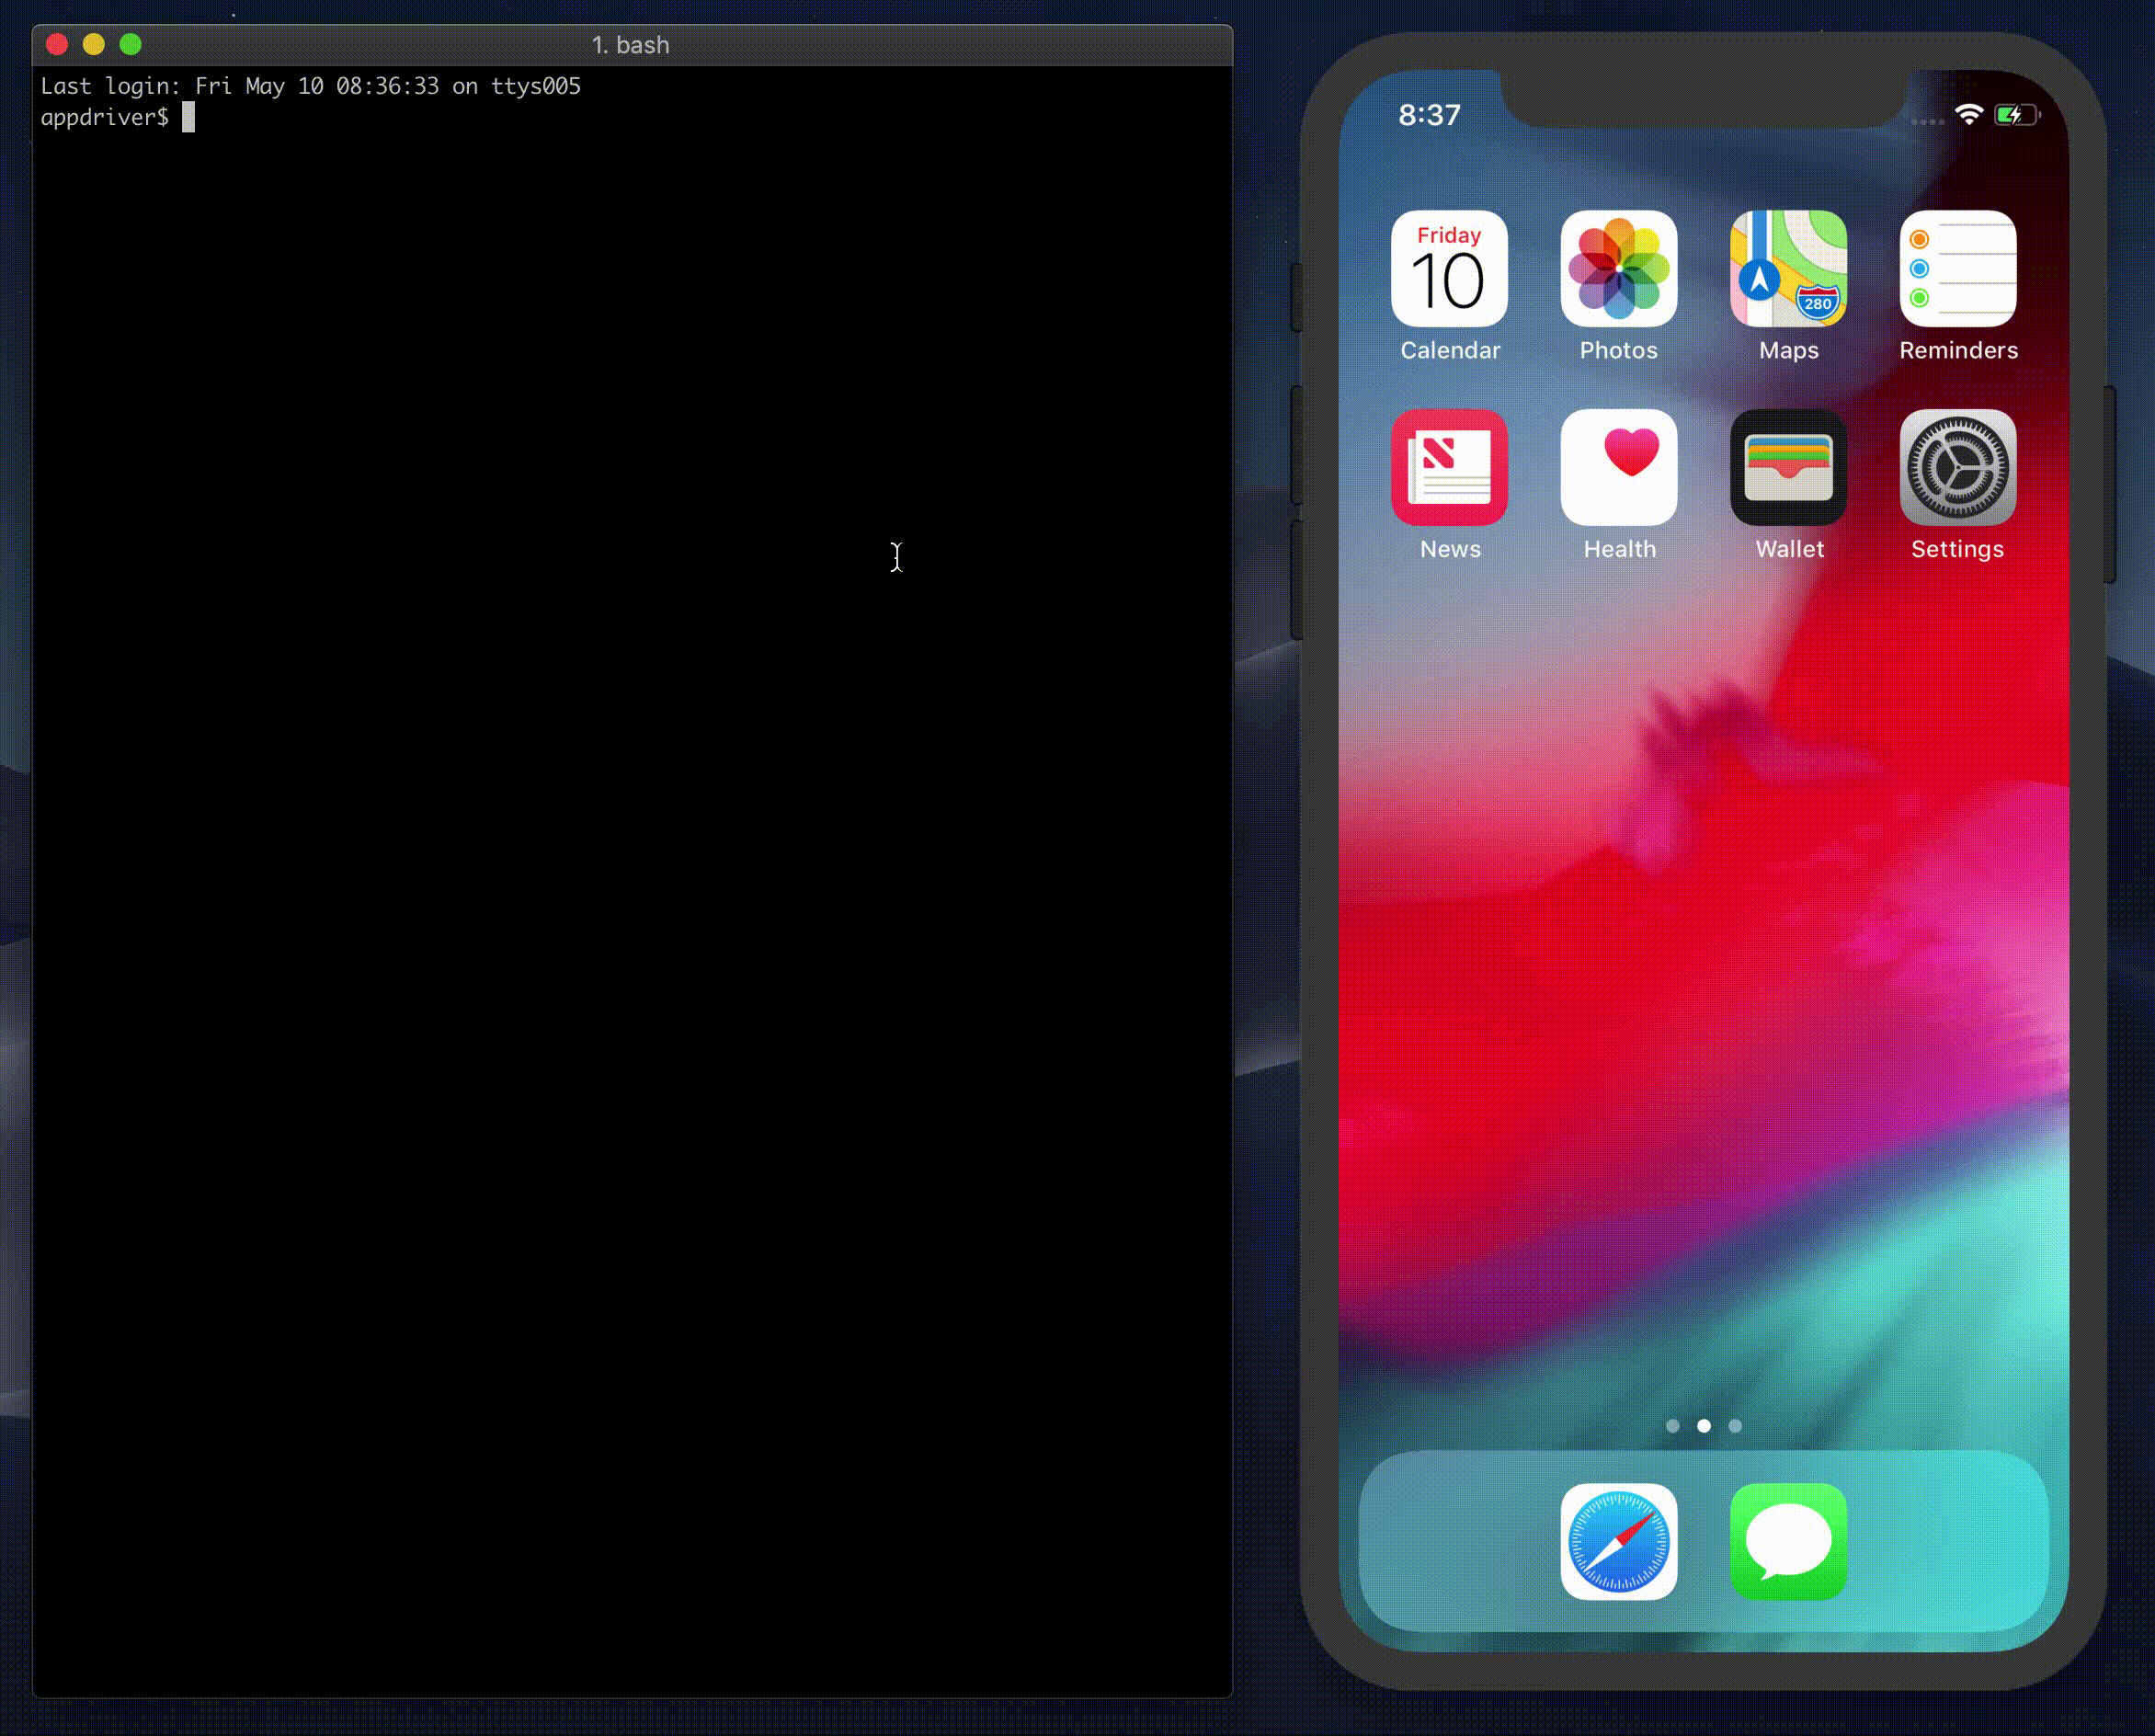 1. bash
Last login: Fri May 10 08:36:33 on ttys005
appdriver$
8:37
Friday
10
280
Calendar
Photos
Maps
Reminders
News
Health
Wallet
Settings